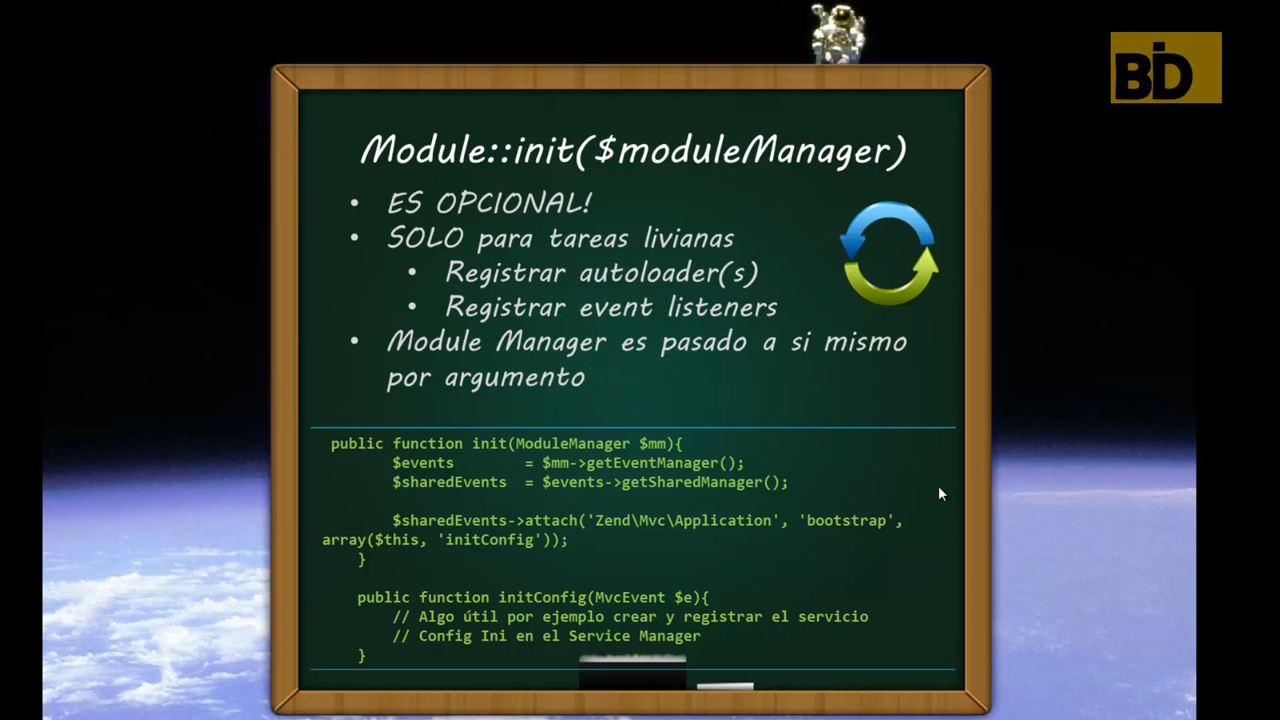 BID
Module::init($moduleManager)
• ES OPCIONAL!
• SOLO para tareas livianas
• Registrar autoloader(s)
• Registrar event listeners
• Module Manager es pasado a si mismo
por argumento
public function init(ModuleManager $mm){
$events = $mm->getEventManager();
$sharedEvents = $events->getSharedManager();
$sharedEvents->attach('Zend\Mvc\Application', 'bootstrap',
array($this, 'initConfig'));
}
public function initConfig(MvcEvent $e){
// Algo útil por ejemplo crear y registrar el servicio
// Config Ini en el Service Manager
}